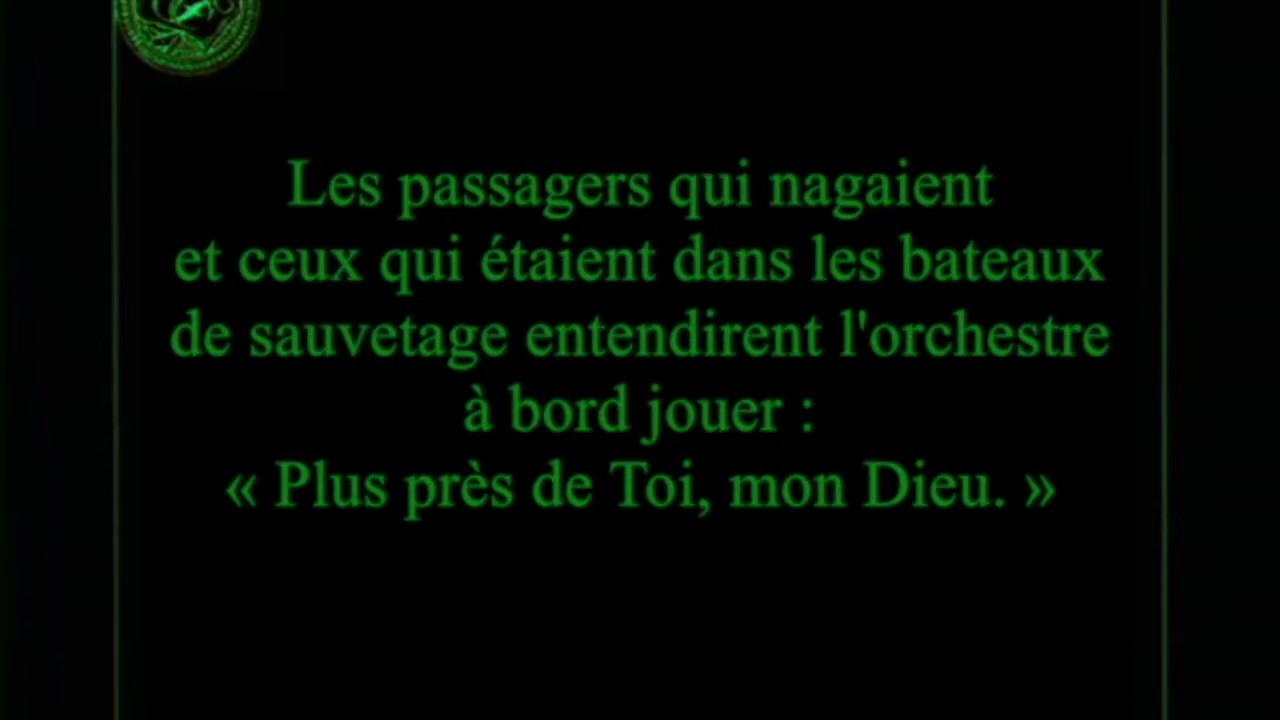 Les passagers qui nagaient
et ceux qui étaient dans les bateaux
de sauvetage entendirent l'orchestre
à bord jouer :
« Plus près de Toi, mon Dieu. »